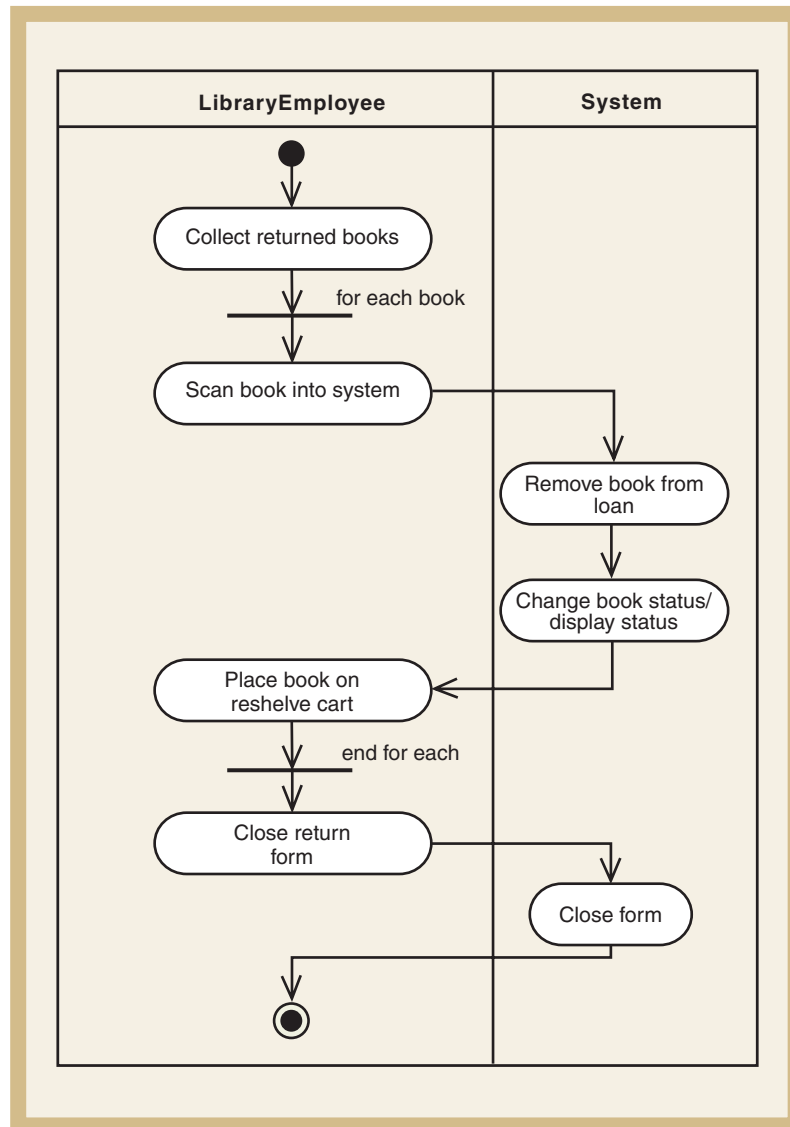 LibraryEmployee
System
Collect returned books
for each book
Scan book into system
Remove book from
loan
Change book status/
display status
Place book on
reshelve cart
end for each
Close return
form
Close form